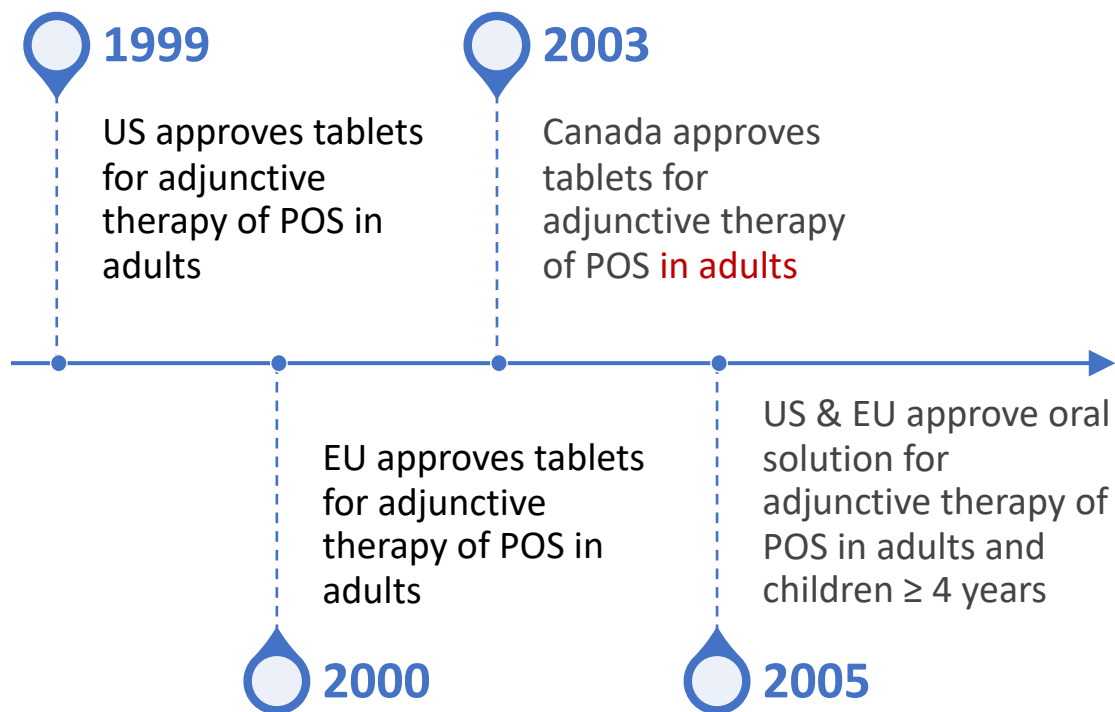 1999
US approves tablets
for adjunctive
therapy of POS in
adults
2000
EU approves tablets
for adjunctive
therapy of POS in
adults
2003
Canada approves
tablets for
adjunctive therapy
of POS in adults
2005
US & EU approve oral
solution for
adjunctive therapy of
POS in adults and
children ≥ 4 years